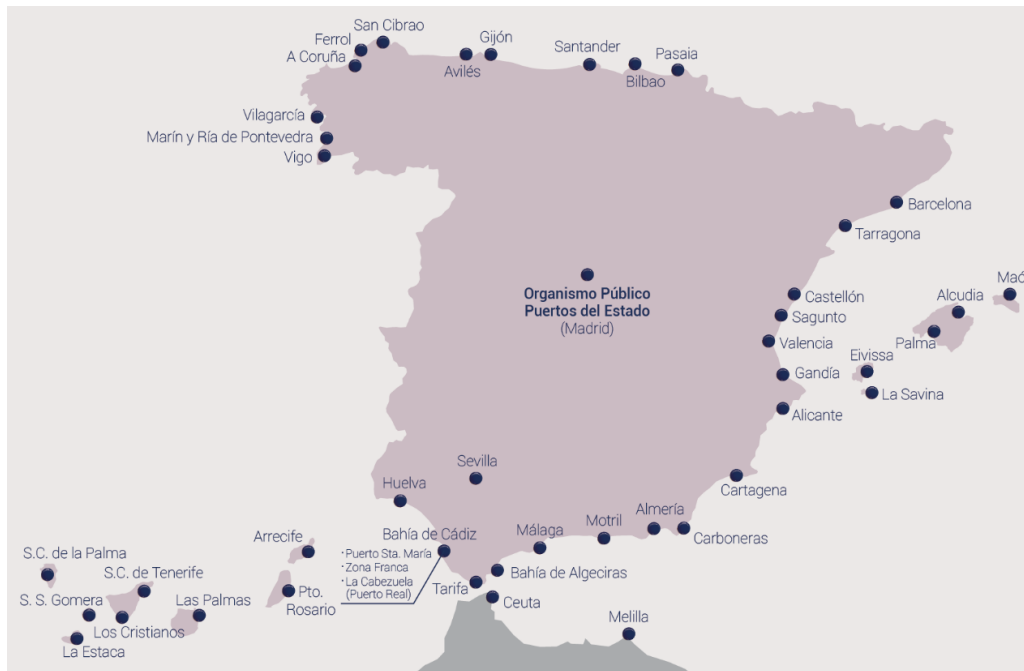 San Cibrao
Ferrol
A Coruña
Gijón
Avilés
Santander
Bilbao
Pasaia
Vilagarcía
Marín y Ría de Pontevedra
Vigo
Barcelona
Tarragona
Organismo Público
Puertos del Estado
(Madrid)
Castellón
Sagunto
Valencia
Gandía
Alicante
Maó
Alcudia
Palma
Eivissa
La Savina
Cartagena
Sevilla
Huelva
Bahía de Cádiz
· Puerto Sta. María
· Zona Franca
· La Cabezuela
(Puerto Real)
Málaga
Motril
Almería
Carboneras
Bahía de Algeciras
Tarifa
Ceuta
Melilla
Arrecife
Pto.
Rosario
S.C. de la Palma
S.C. de Tenerife
S. S. Gomera
Las Palmas
Los Cristianos
La Estaca